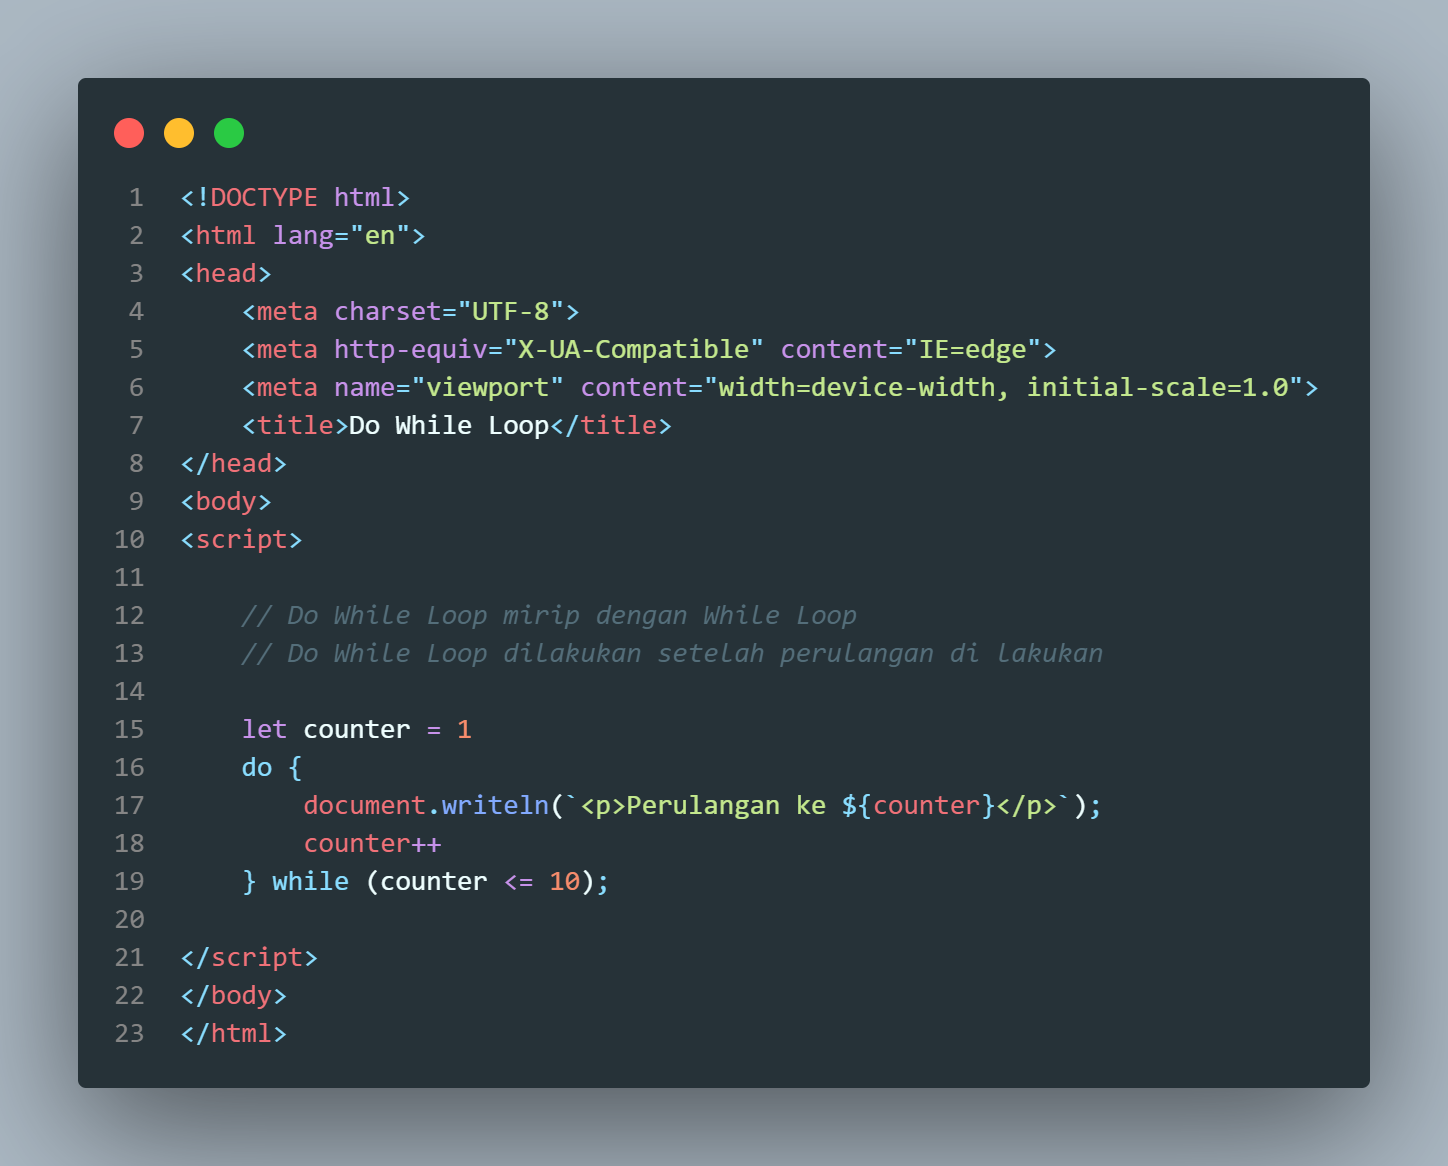 1 <!DOCTYPE html>
2 <html lang="en">
3 <head>
4     <meta charset="UTF-8">
5     <meta http-equiv="X-UA-Compatible" content="IE=edge">
6     <meta name="viewport" content="width=device-width, initial-scale=1.0">
7     <title>Do While Loop</title>
8 </head>
9 <body>
10 <script>
11
12     // Do While Loop mirip dengan While Loop
13     // Do While Loop dilakukan setelah perulangan di lakukan
14
15     let counter = 1
16     do {
17         document.writeln(`<p>Perulangan ke ${counter}</p>`);
18         counter++
19     } while (counter <= 10);
20
21 </script>
22 </body>
23 </html>